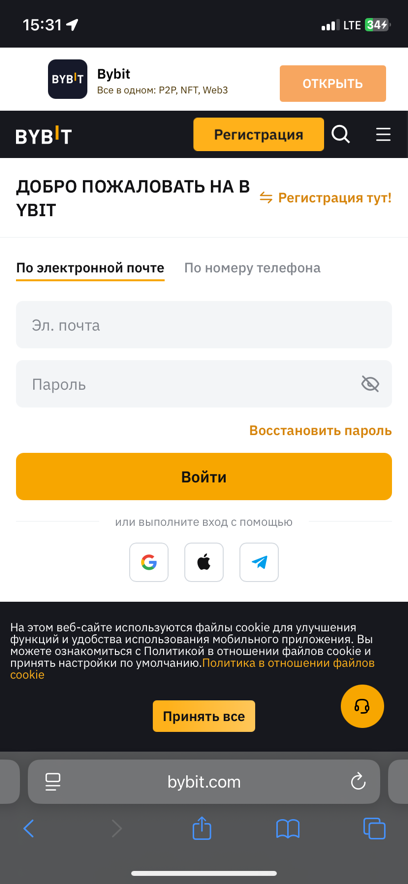 15:31
LTE
34
BYBIT
Bybit
Все в одном: P2P, NFT, Web3
ОТКРЫТЬ
BYBIT
Регистрация
ДОБРО ПОЖАЛОВАТЬ НА B
YBIT
Регистрация тут!
По электронной почте
По номеру телефона
Эл. почта
Пароль
Восстановить пароль
Войти
или выполните вход с помощью
На этом веб-сайте используются файлы cookie для улучшения
функций и удобства использования мобильного приложения. Вы
можете ознакомиться с Политикой в отношении файлов cookie и
принять настройки по умолчанию.Политика в отношении файлов
cookie
Принять все
bybit.com